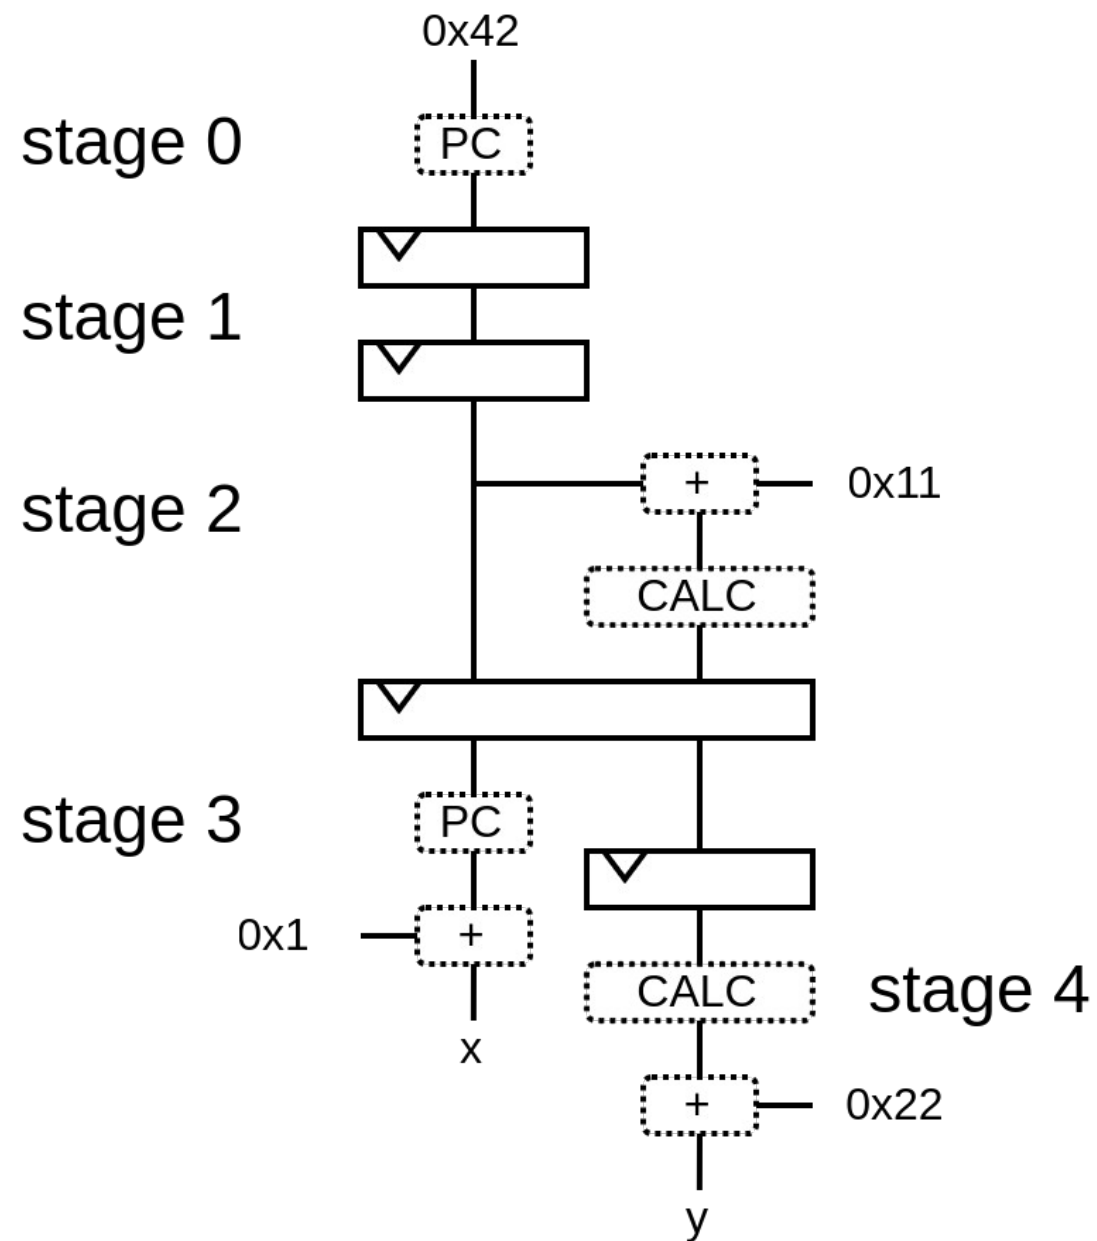 0x42
stage 0
PC
stage 1
stage 2
+
0x11
CALC
stage 3
PC
0x1
+
CALC
stage 4
x
+
0x22
y